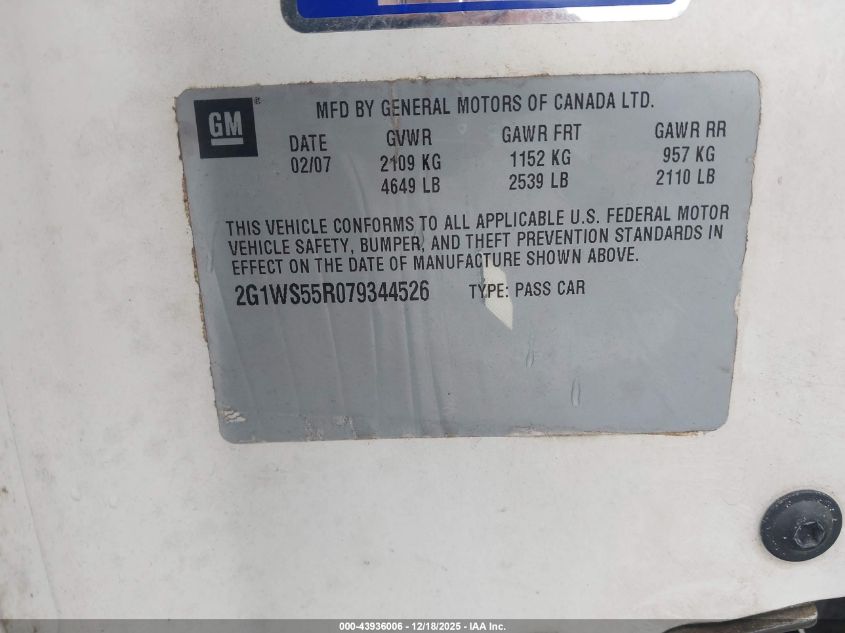 GM ®
MFD BY GENERAL MOTORS OF CANADA LTD.
DATE GVWR GAWR FRT GAWR RR
02/07 2109 KG 1152 KG 957 KG
4649 LB 2539 LB 2110 LB
THIS VEHICLE CONFORMS TO ALL APPLICABLE U.S. FEDERAL MOTOR
VEHICLE SAFETY, BUMPER, AND THEFT PREVENTION STANDARDS IN
EFFECT ON THE DATE OF MANUFACTURE SHOWN ABOVE.
2G1WS55R079344526 TYPE: PASS CAR
000-43936006 - 12/18/2025 - IAA Inc.